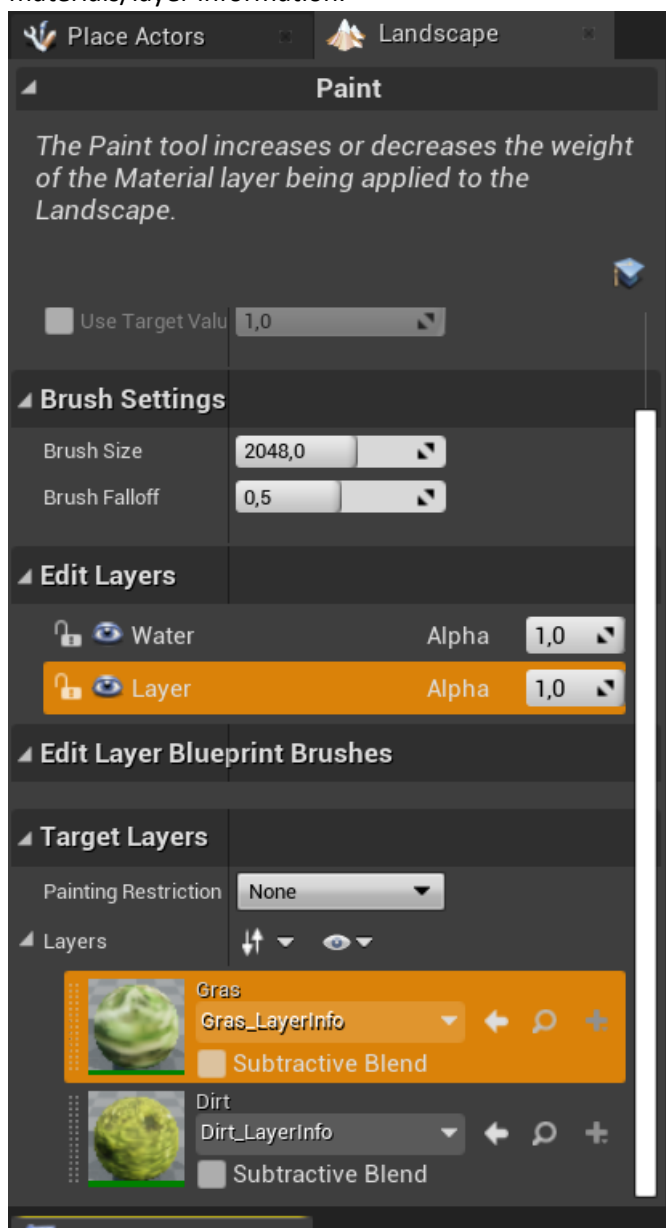 materials/layer information.
Place Actors
Landscape
Paint
The Paint tool increases or decreases the weight
of the Material layer being applied to the
Landscape.
Use Target Valu 1,0
Brush Settings
Brush Size 2048,0
Brush Falloff 0,5
Edit Layers
Water Alpha 1,0
Layer Alpha 1,0
Edit Layer Blueprint Brushes
Target Layers
Painting Restriction None
Layers
Gras
Gras_LayerInfo
Subtractive Blend
Dirt
Dirt_LayerInfo
Subtractive Blend